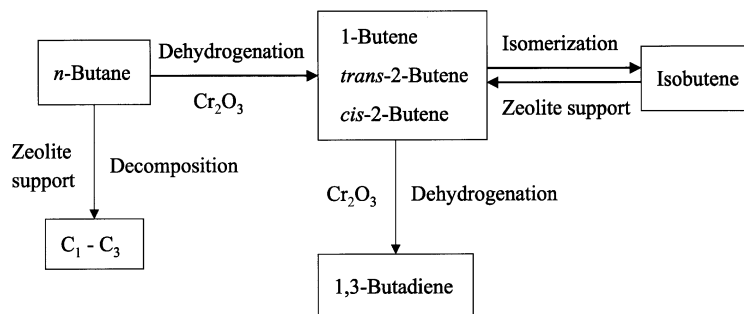 Dehydrogenation
n-Butane
Cr₂O₃
1-Butene
trans-2-Butene
cis-2-Butene
Isomerization
Zeolite support
Isobutene
Zeolite
support
Decomposition
C₁ - C₃
Cr₂O₃
Dehydrogenation
1,3-Butadiene